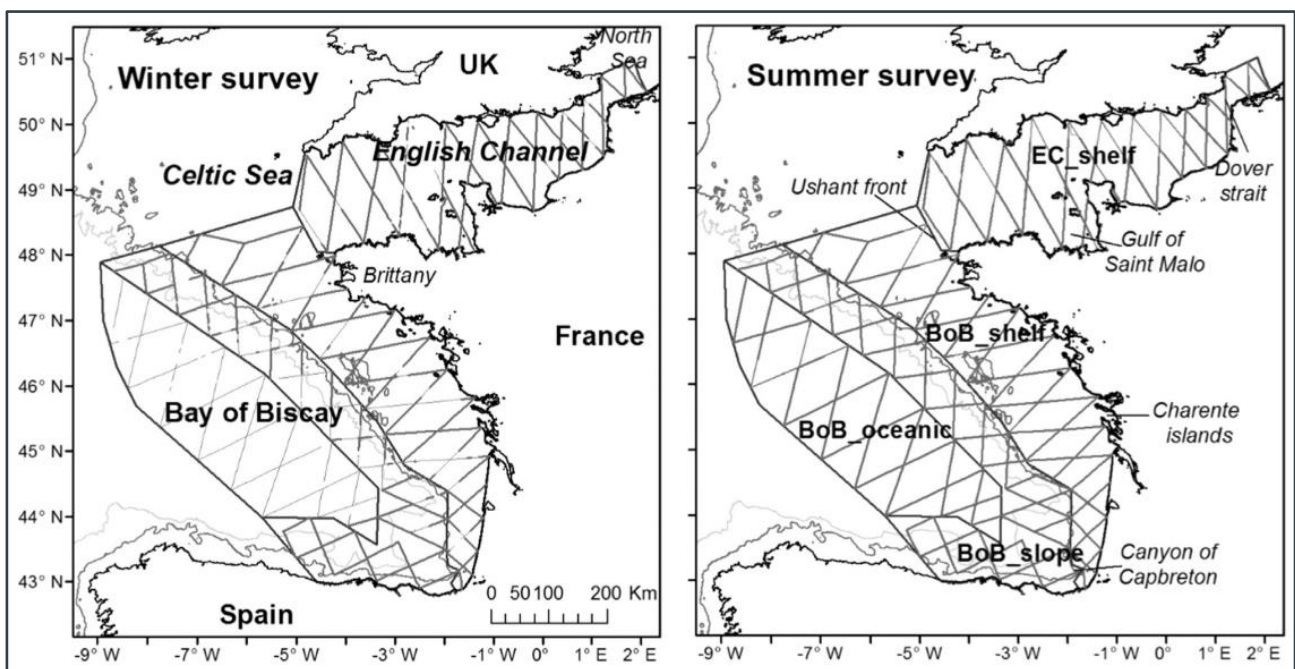 Winter survey
UK
North
Sea
English Channel
Celtic Sea
Brittany
France
Bay of Biscay
Spain
0 50 100 200 Km
51° N
50° N
49° N
48° N
47° N
46° N
45° N
44° N
43° N
-9° W
-7° W
-5° W
-3° W
-1° W
0°
1° E
2° E
Summer survey
EC_shelf
Dover
strait
Ushant front
Gulf of
Saint Malo
BoB_shelf
Charente
islands
BoB_oceanic
BoB_slope
Canyon of
Capbreton
-9° W
-7° W
-5° W
-3° W
-1° W
0°
1° E
2° E